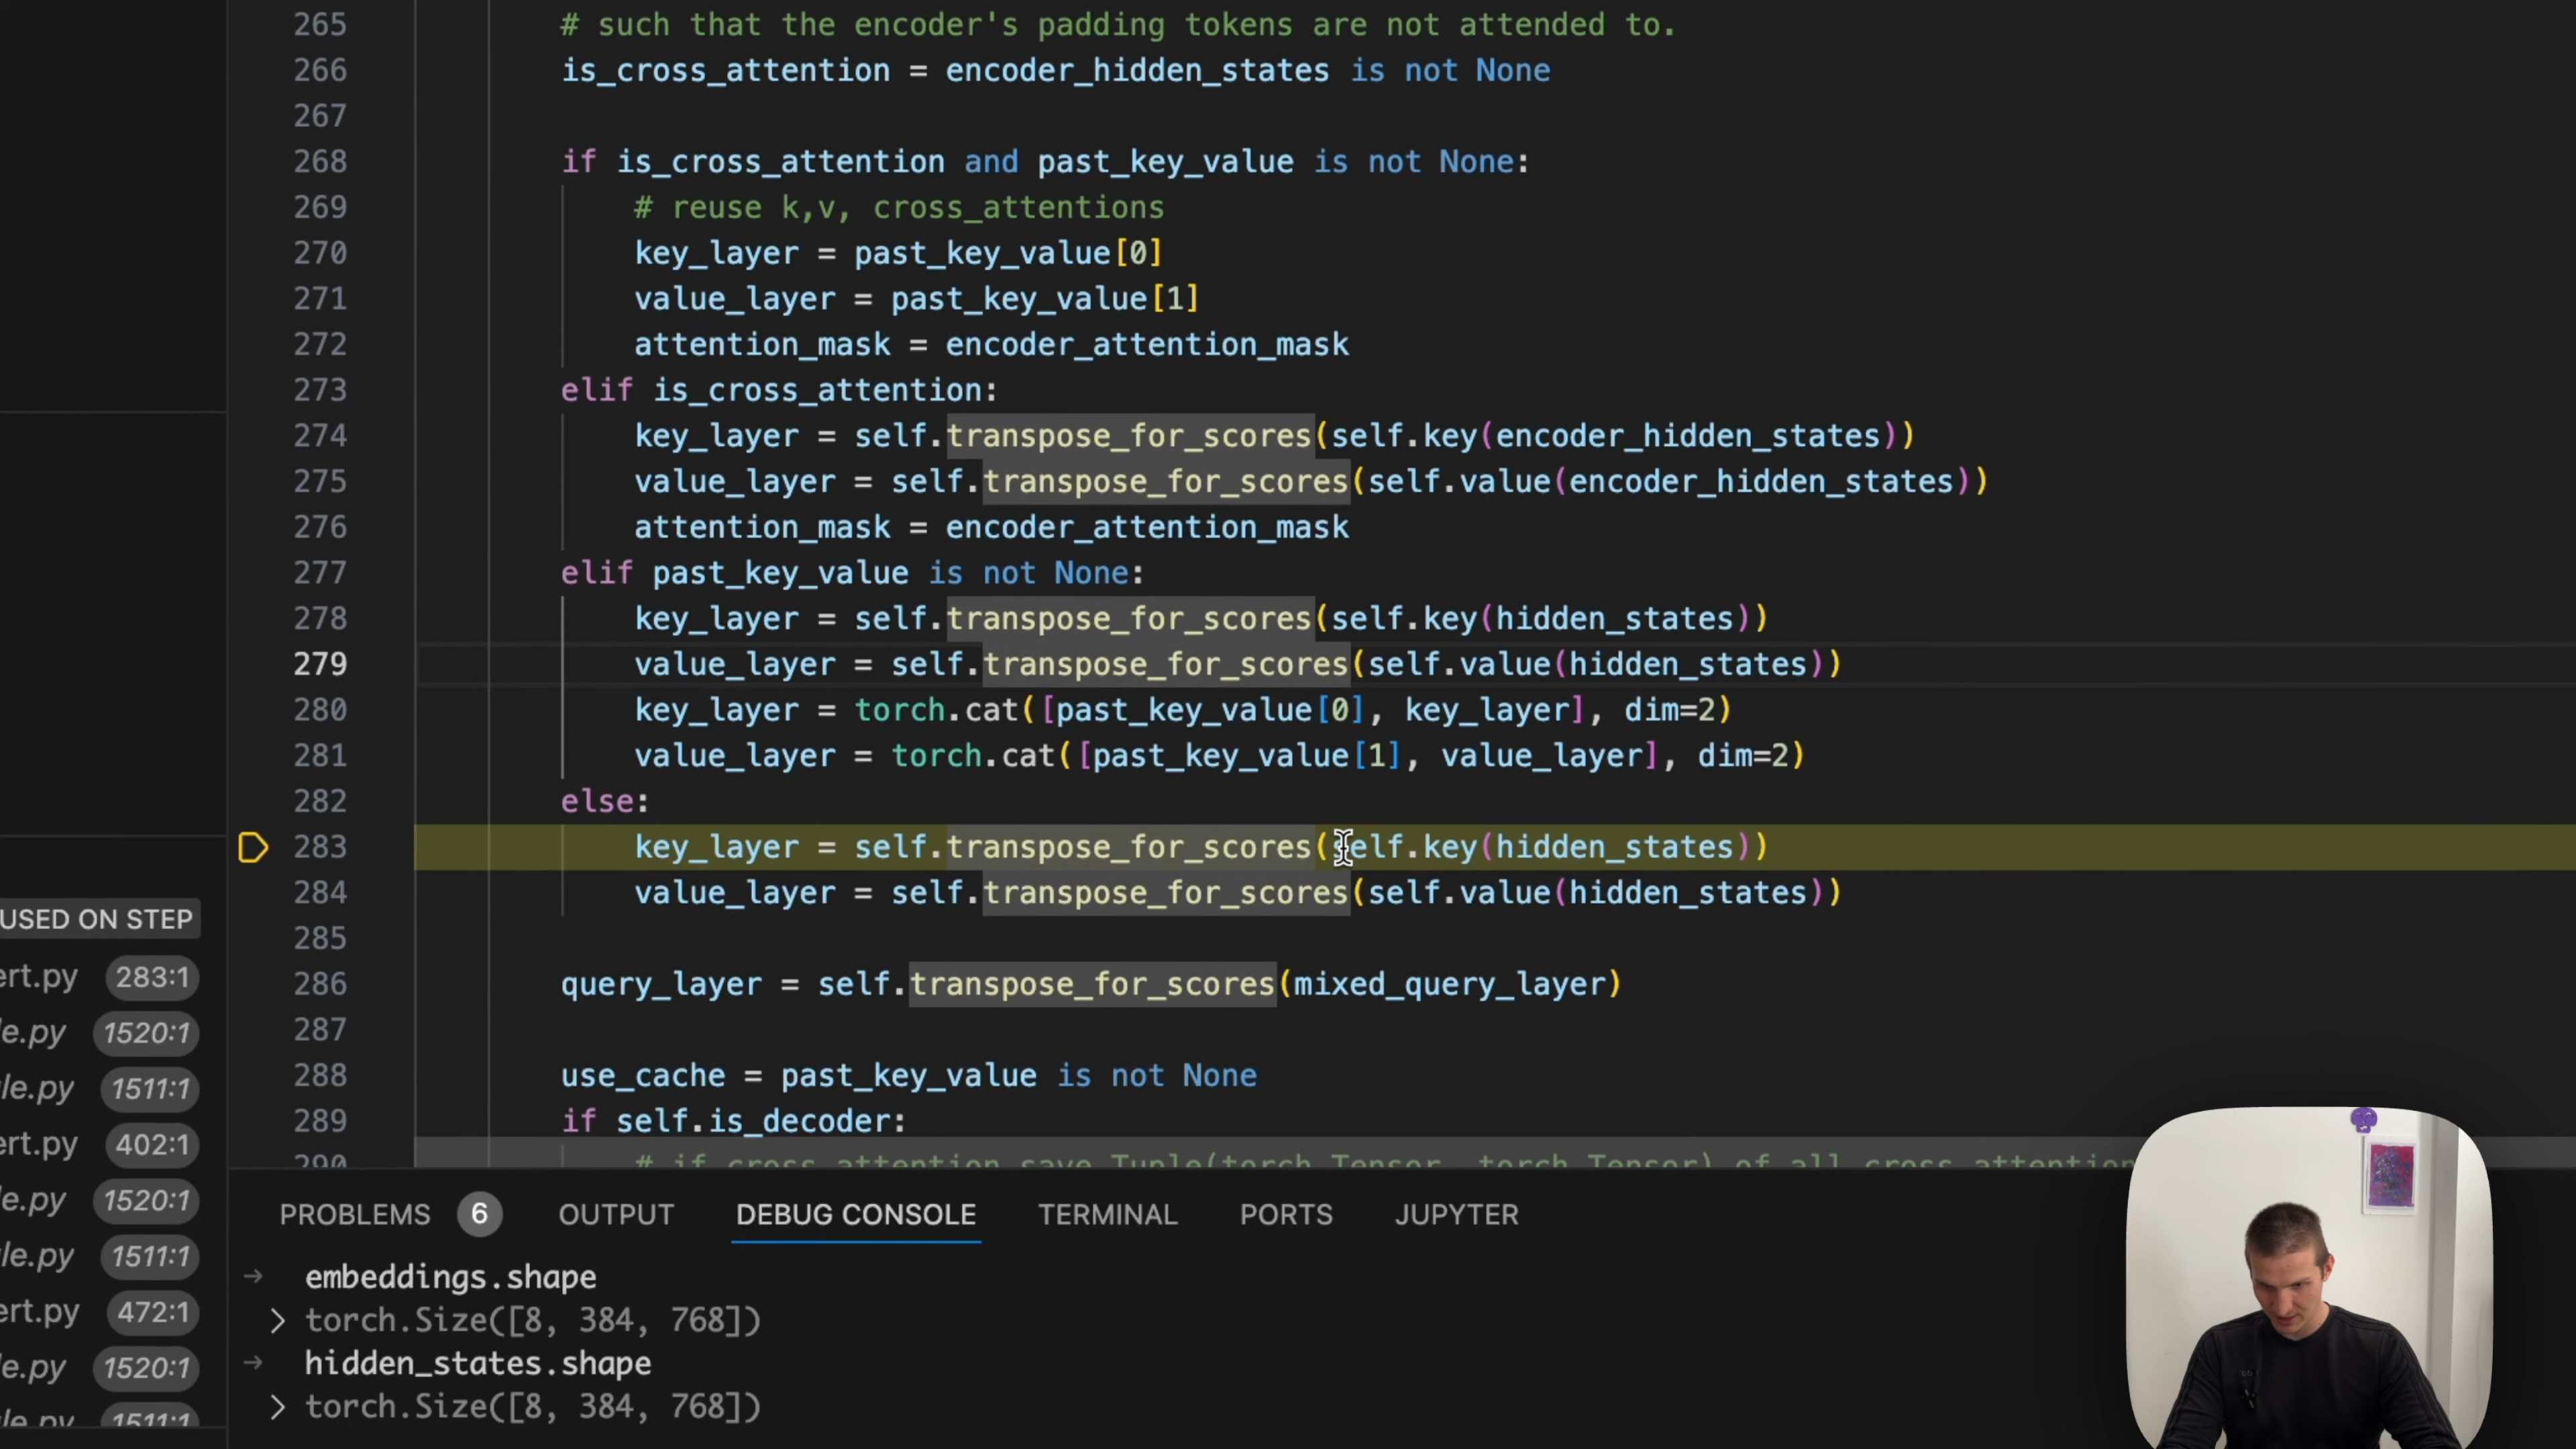 265 # such that the encoder's padding tokens are not attended to.
266 is_cross_attention = encoder_hidden_states is not None
267
268 if is_cross_attention and past_key_value is not None:
269 # reuse k,v, cross_attentions
270 key_layer = past_key_value[0]
271 value_layer = past_key_value[1]
272 attention_mask = encoder_attention_mask
273 elif is_cross_attention:
274 key_layer = self.transpose_for_scores(self.key(encoder_hidden_states))
275 value_layer = self.transpose_for_scores(self.value(encoder_hidden_states))
276 attention_mask = encoder_attention_mask
277 elif past_key_value is not None:
278 key_layer = self.transpose_for_scores(self.key(hidden_states))
279 value_layer = self.transpose_for_scores(self.value(hidden_states))
280 key_layer = torch.cat([past_key_value[0], key_layer], dim=2)
281 value_layer = torch.cat([past_key_value[1], value_layer], dim=2)
282 else:
283 key_layer = self.transpose_for_scores(self.key(hidden_states))
284 value_layer = self.transpose_for_scores(self.value(hidden_states))
285
286 query_layer = self.transpose_for_scores(mixed_query_layer)
287
288 use_cache = past_key_value is not None
289 if self.is_decoder:
290 # if cross_attention save Tuple(torch.Tensor, torch.Tensor) of all cross attention
USED ON STEP
ert.py 283:1
le.py 1520:1
ule.py 1511:1
ert.py 402:1
le.py 1520:1
ule.py 1511:1
ert.py 472:1
le.py 1520:1
ule.py 1511:1
PROBLEMS 6 OUTPUT DEBUG CONSOLE TERMINAL PORTS JUPYTER
→ embeddings.shape
> torch.Size([8, 384, 768])
→ hidden_states.shape
> torch.Size([8, 384, 768])